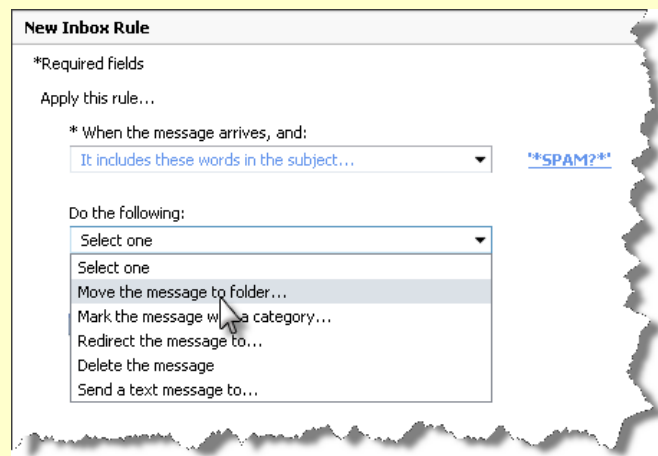 New Inbox Rule
*Required fields
Apply this rule...
* When the message arrives, and:
It includes these words in the subject... '*SPAM?*'
Do the following:
Select one
Select one
Move the message to folder...
Mark the message with a category...
Redirect the message to...
Delete the message
Send a text message to...